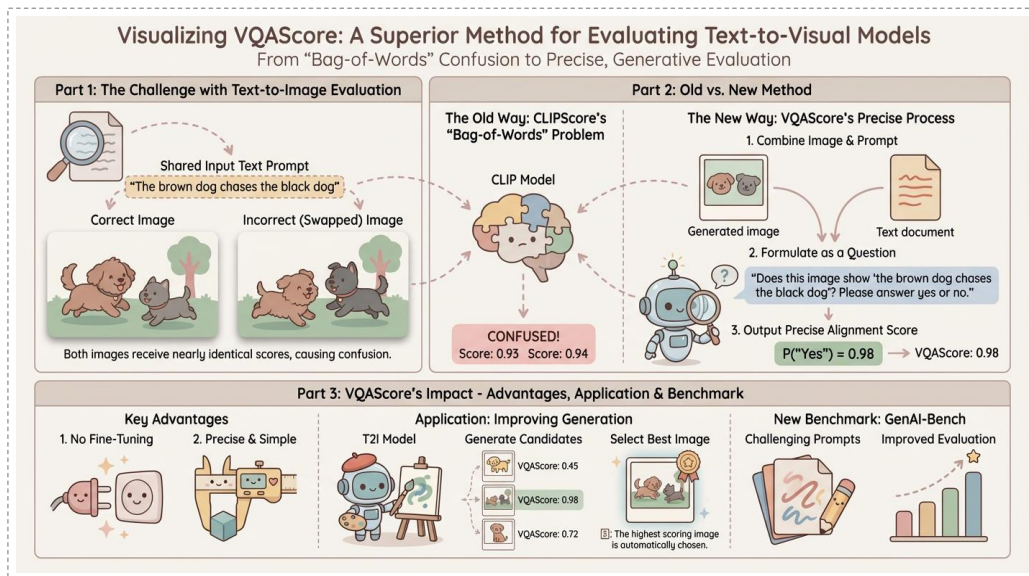 Visualizing VQAScore: A Superior Method for Evaluating Text-to-Visual Models
From “Bag-of-Words” Confusion to Precise, Generative Evaluation
Part 1: The Challenge with Text-to-Image Evaluation
Shared Input Text Prompt
“The brown dog chases the black dog”
Correct Image
Incorrect (Swapped) Image
Both images receive nearly identical scores, causing confusion.
Part 2: Old vs. New Method
The Old Way: CLIPScore’s
“Bag-of-Words” Problem
CLIP Model
CONFUSED!
Score: 0.93 Score: 0.94
The New Way: VQAScore’s Precise Process
1. Combine Image & Prompt
Generated image
Text document
2. Formulate as a Question
?
“Does this image show ‘the brown dog chases
the black dog’? Please answer yes or no.”
3. Output Precise Alignment Score
P(“Yes”) = 0.98
VQAScore: 0.98
Part 3: VQAScore’s Impact - Advantages, Application & Benchmark
Key Advantages
1. No Fine-Tuning
2. Precise & Simple
Application: Improving Generation
T2I Model
Generate Candidates
VQAScore: 0.45
VQAScore: 0.98
VQAScore: 0.72
Select Best Image
: The highest scoring image
is automatically chosen.
New Benchmark: GenAI-Bench
Challenging Prompts
Improved Evaluation